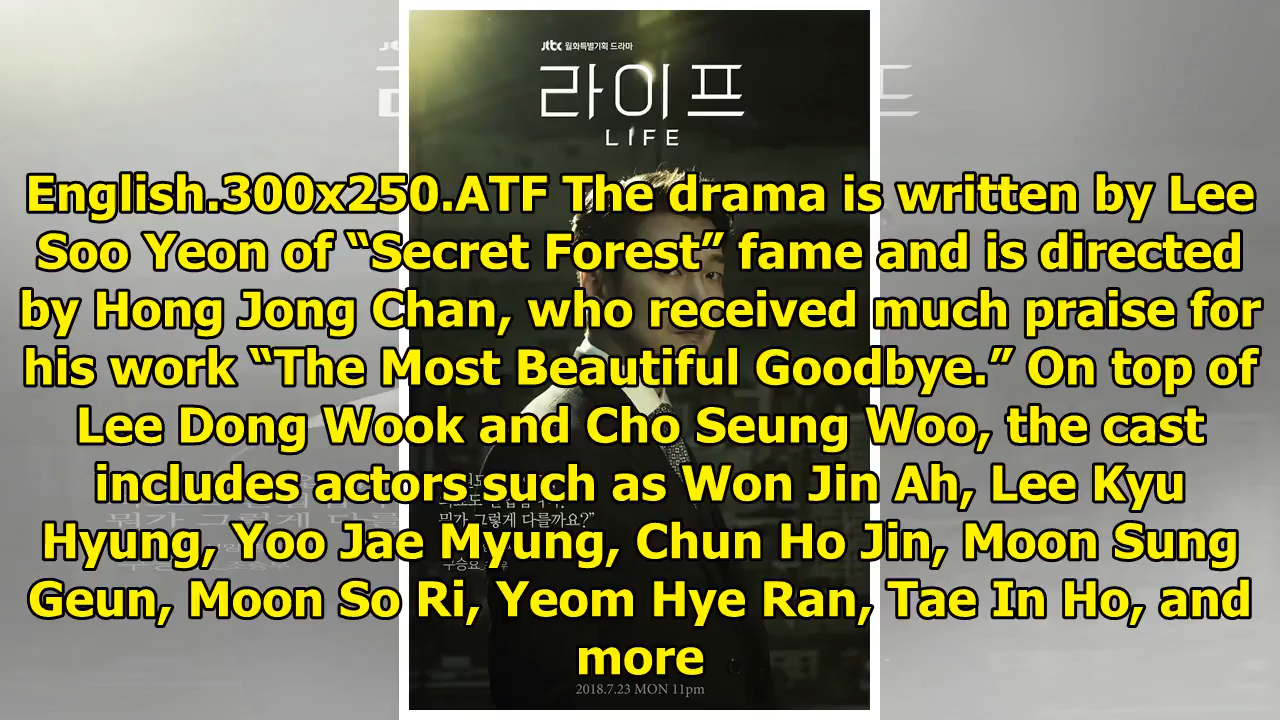 jtbc 월화특별기획 드라마
라이프
LIFE
English.300x250.ATF The drama is written by Lee
Soo Yeon of “Secret Forest” fame and is directed
by Hong Jong Chan, who received much praise for
his work “The Most Beautiful Goodbye.” On top of
Lee Dong Wook and Cho Seung Woo, the cast
includes actors such as Won Jin Ah, Lee Kyu
Hyung, Yoo Jae Myung, Chun Ho Jin, Moon Sung
뭐가 그렇게 다를까요?”
Geun, Moon So Ri, Yeom Hye Ran, Tae In Ho, and
more
2018.7.23 MON 11pm